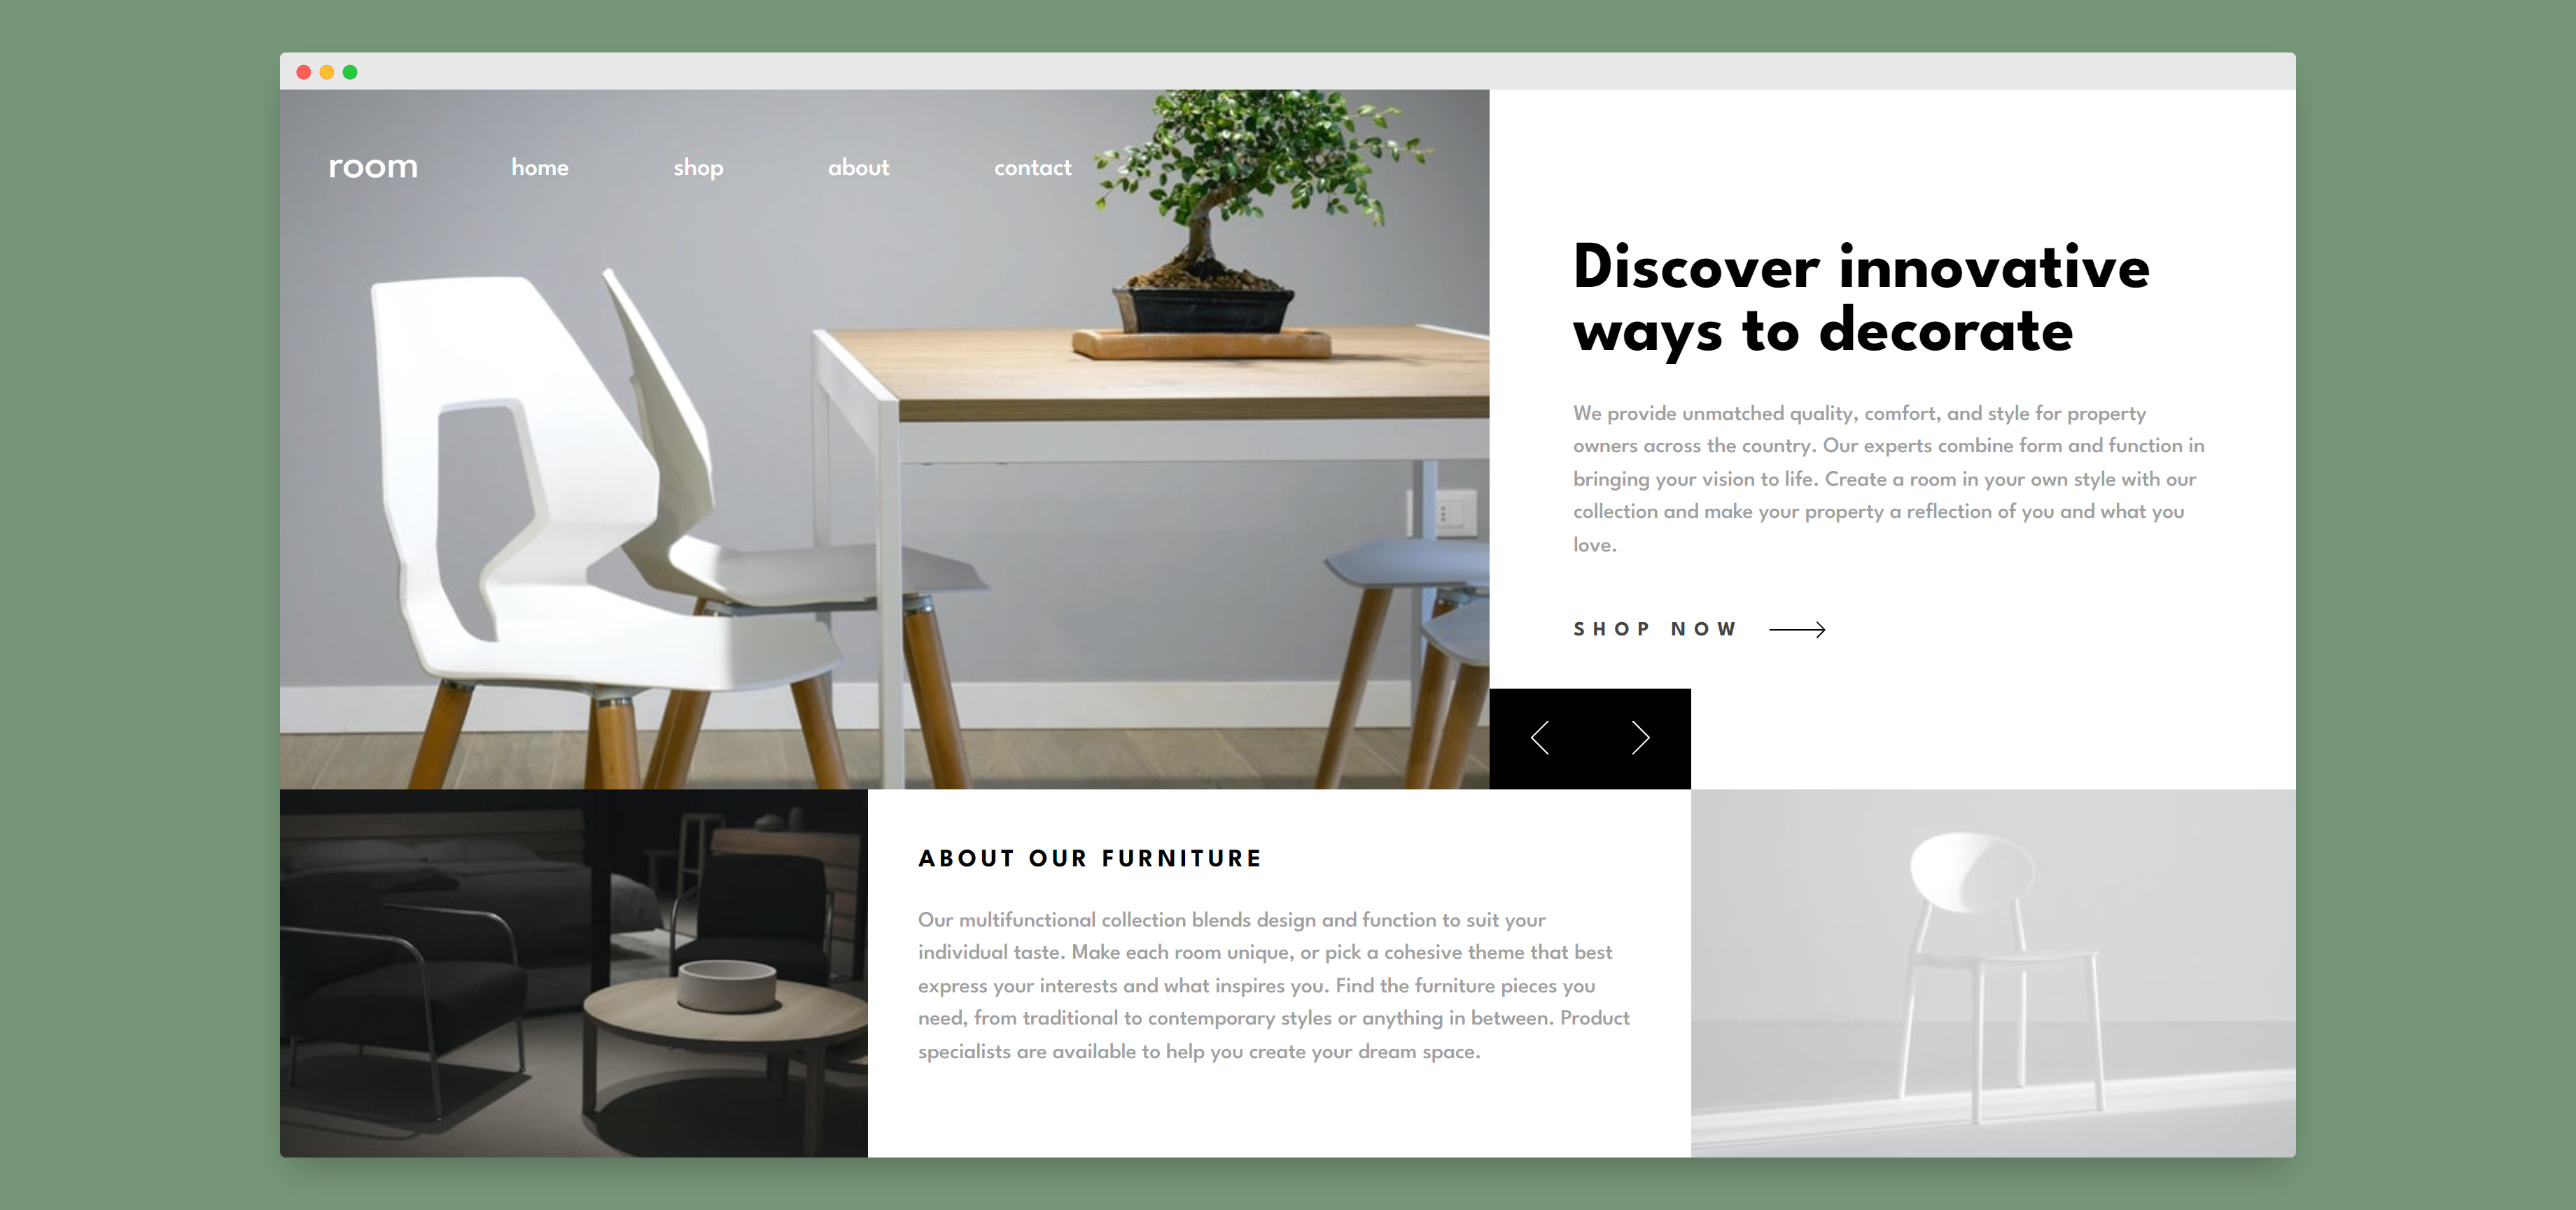 room home shop about contact
Discover innovative
ways to decorate
We provide unmatched quality, comfort, and style for property
owners across the country. Our experts combine form and function in
bringing your vision to life. Create a room in your own style with our
collection and make your property a reflection of you and what you
love.
SHOP NOW
ABOUT OUR FURNITURE
Our multifunctional collection blends design and function to suit your
individual taste. Make each room unique, or pick a cohesive theme that best
express your interests and what inspires you. Find the furniture pieces you
need, from traditional to contemporary styles or anything in between. Product
specialists are available to help you create your dream space.